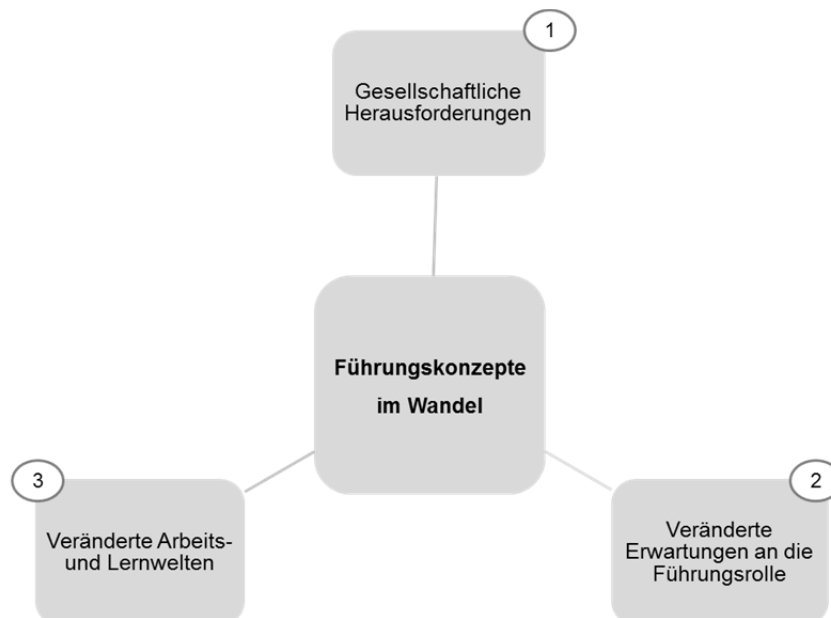 1
Gesellschaftliche
Herausforderungen
Führungskonzepte
im Wandel
3
Veränderte Arbeits-
und Lernwelten
2
Veränderte
Erwartungen an die
Führungsrolle